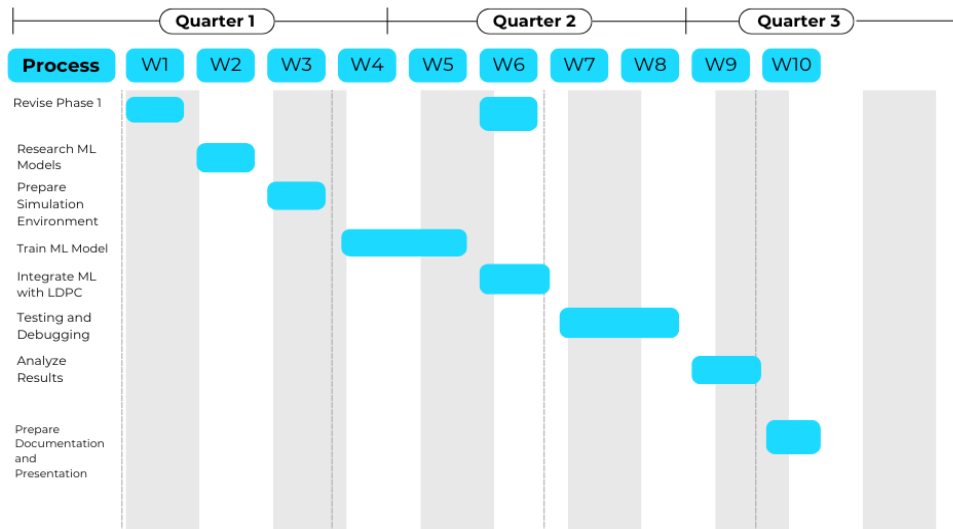 Quarter 1
Quarter 2
Quarter 3
Process
W1
W2
W3
W4
W5
W6
W7
W8
W9
W10
Revise Phase 1
Research ML
Models
Prepare
Simulation
Environment
Train ML Model
Integrate ML
with LDPC
Testing and
Debugging
Analyze
Results
Prepare
Documentation
and
Presentation